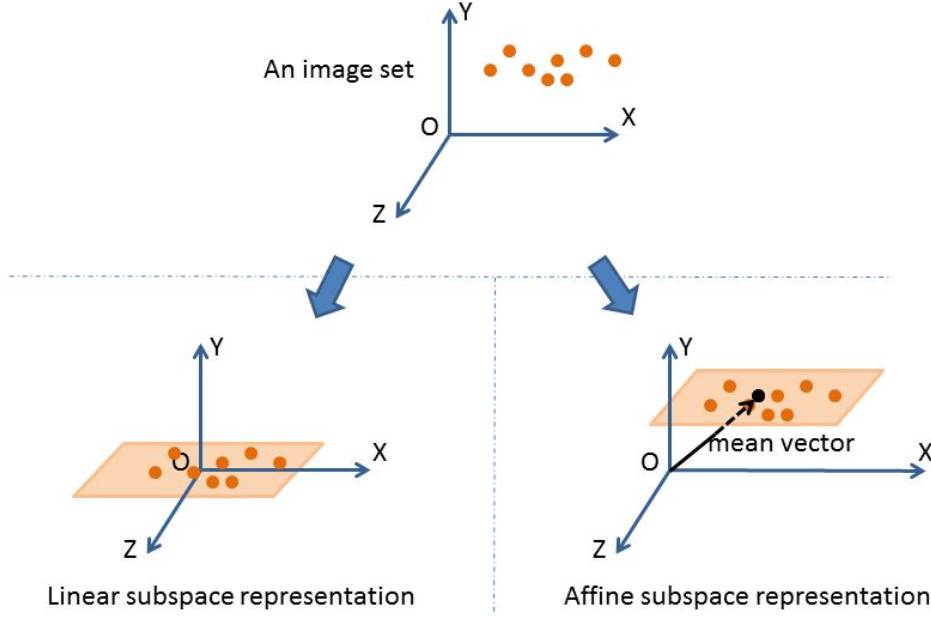 Y
An image set
O
X
Z
Y
O
X
Z
Linear subspace representation
Y
mean vector
O
X
Z
Affine subspace representation